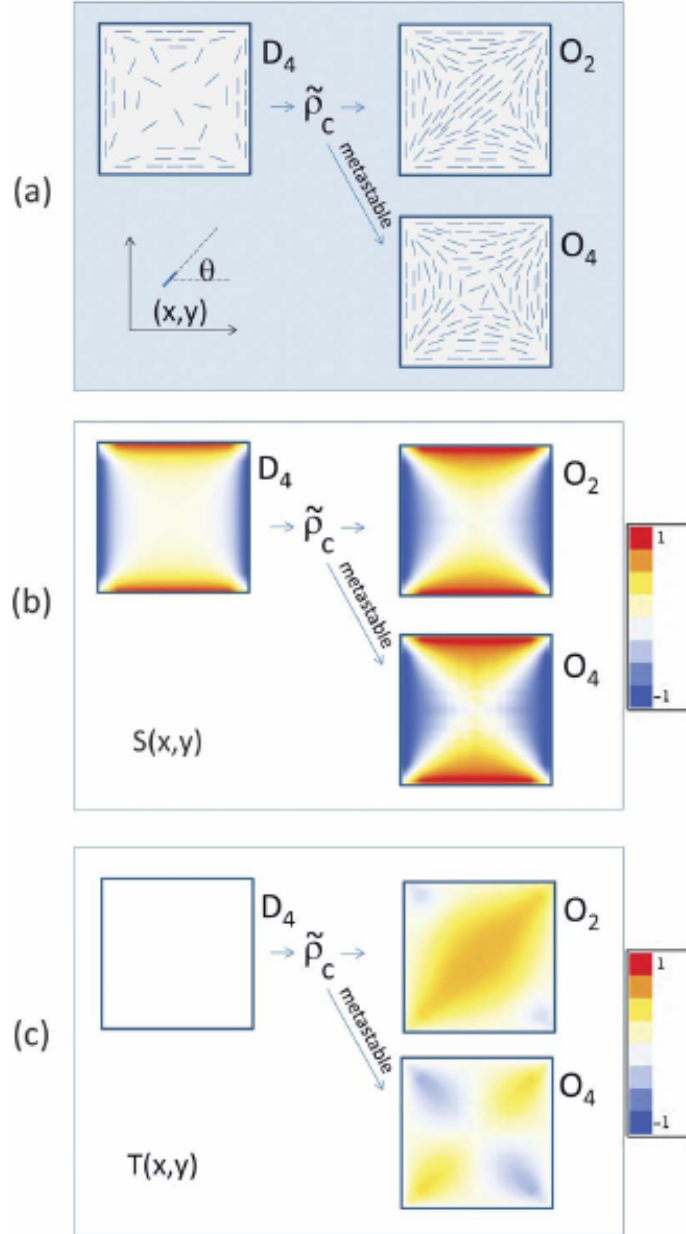 (a)
D₄
ρ̃c
O₂
metastable
O₄
θ
(x,y)
(b)
D₄
ρ̃c
O₂
metastable
O₄
S(x,y)
1
-1
(c)
D₄
ρ̃c
O₂
metastable
O₄
T(x,y)
1
-1